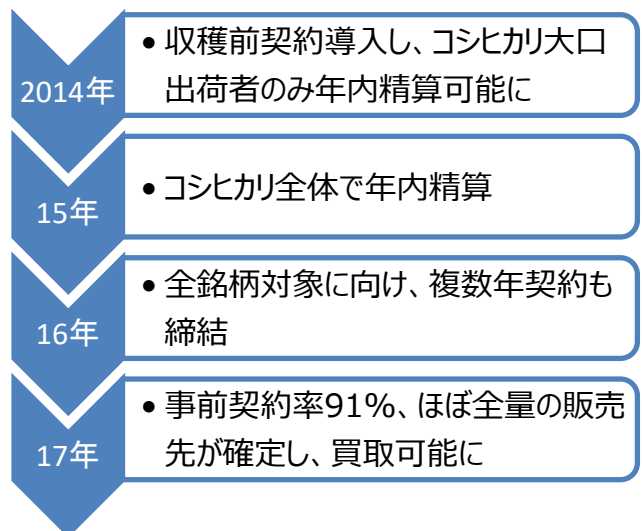 2014年
• 収穫前契約導入し、コシヒカリ大口
出荷者のみ年内精算可能に
15年
• コシヒカリ全体で年内精算
16年
• 全銘柄対象に向け、複数年契約も
締結
17年
• 事前契約率91%、ほぼ全量の販売
先が確定し、買取可能に